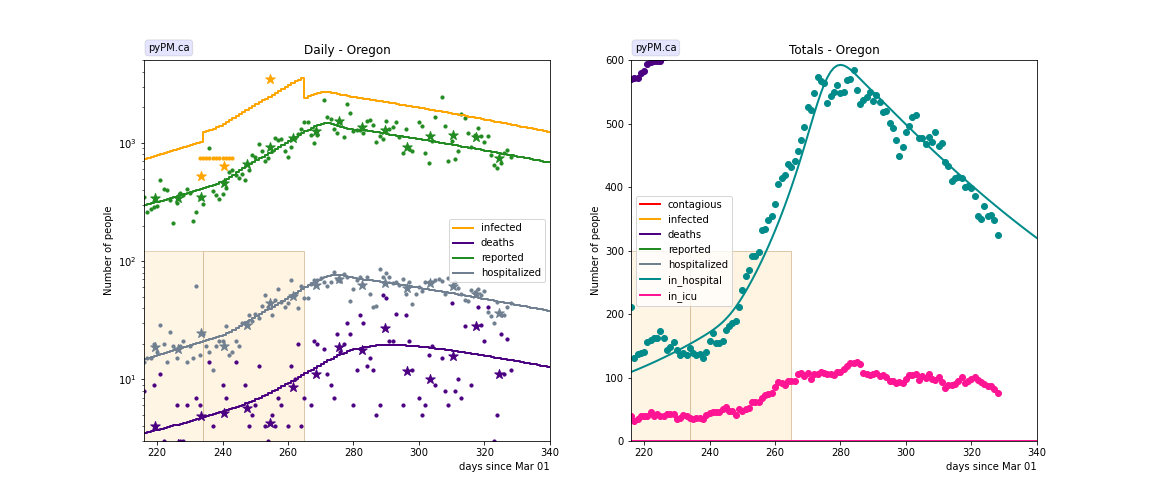 pyPM.ca
Daily - Oregon
10³
10²
10¹
Number of people
infected
deaths
reported
hospitalized
220
240
260
280
300
320
340
days since Mar 01
pyPM.ca
Totals - Oregon
600
500
400
300
200
100
0
Number of people
contagious
infected
deaths
reported
hospitalized
in_hospital
in_icu
220
240
260
280
300
320
340
days since Mar 01